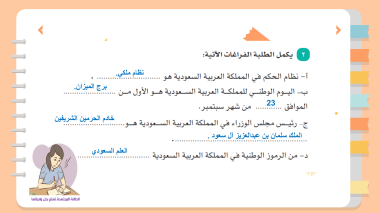 ٢ يكمل الطلبة الفراغات الآتية:
أ- نظام الحكم في المملكة العربية السعودية هو نظام ملكي.
ب- اليوم الوطني للمملكة العربية السعودية هو الأول من برج الميزان.
الموافق 23 من شهر سبتمبر.
ج- رئيس مجلس الوزراء في المملكة العربية السعودية هو خادم الحرمين الشريفين
الملك سلمان بن عبدالعزيز آل سعود .
د- من الرموز الوطنية في المملكة العربية السعودية العلم السعودي